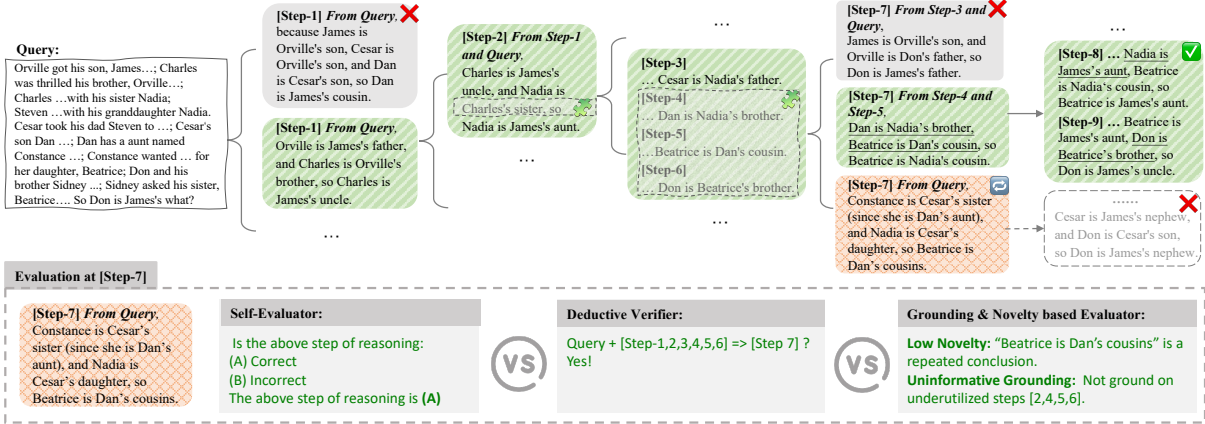 Query:
Orville got his son, James…; Charles
was thrilled his brother, Orville…;
Charles …with his sister Nadia;
Steven …with his granddaughter Nadia.
Cesar took his dad Steven to …; Cesar's
son Dan …; Dan has a aunt named
Constance …; Constance wanted … for
her daughter, Beatrice; Don and his
brother Sidney ...; Sidney asked his sister,
Beatrice…. So Don is James's what?
[Step-1] From Query,
because James is
Orville's son, Cesar is
Orville's son, and Dan
is Cesar's son, so Dan
is James's cousin.
[Step-1] From Query,
Orville is James's father,
and Charles is Orville's
brother, so Charles is
James's uncle.
…
[Step-2] From Step-1
and Query,
Charles is James's
uncle, and Nadia is
Charles's sister, so
Nadia is James's aunt.
…
…
[Step-3]
… Cesar is Nadia's father.
[Step-4]
… Dan is Nadia's brother.
[Step-5]
…Beatrice is Dan's cousin.
[Step-6]
… Don is Beatrice's brother.
…
[Step-7] From Step-3 and
Query,
James is Orville's son, and
Orville is Don's father, so
Don is James's father.
[Step-7] From Step-4 and
Step-5,
Dan is Nadia's brother,
Beatrice is Dan's cousin, so
Beatrice is Nadia's cousin.
[Step-7] From Query,
Constance is Cesar's sister
(since she is Dan's aunt),
and Nadia is Cesar's
daughter, so Beatrice is
Dan's cousins.
…
[Step-8] … Nadia is
James's aunt, Beatrice
is Nadia's cousin, so
Beatrice is James's aunt.
[Step-9] … Beatrice is
James's aunt, Don is
Beatrice's brother, so
Don is James's uncle.
……
Cesar is James's nephew,
and Don is Cesar's son,
so Don is James's nephew.
Evaluation at [Step-7]
[Step-7] From Query,
Constance is Cesar's
sister (since she is Dan's
aunt), and Nadia is
Cesar's daughter, so
Beatrice is Dan's cousins.
Self-Evaluator:
Is the above step of reasoning:
(A) Correct
(B) Incorrect
The above step of reasoning is (A)
VS
Deductive Verifier:
Query + [Step-1,2,3,4,5,6] => [Step 7] ?
Yes!
VS
Grounding & Novelty based Evaluator:
Low Novelty: "Beatrice is Dan's cousins" is a
repeated conclusion.
Uninformative Grounding: Not ground on
underutilized steps [2,4,5,6].